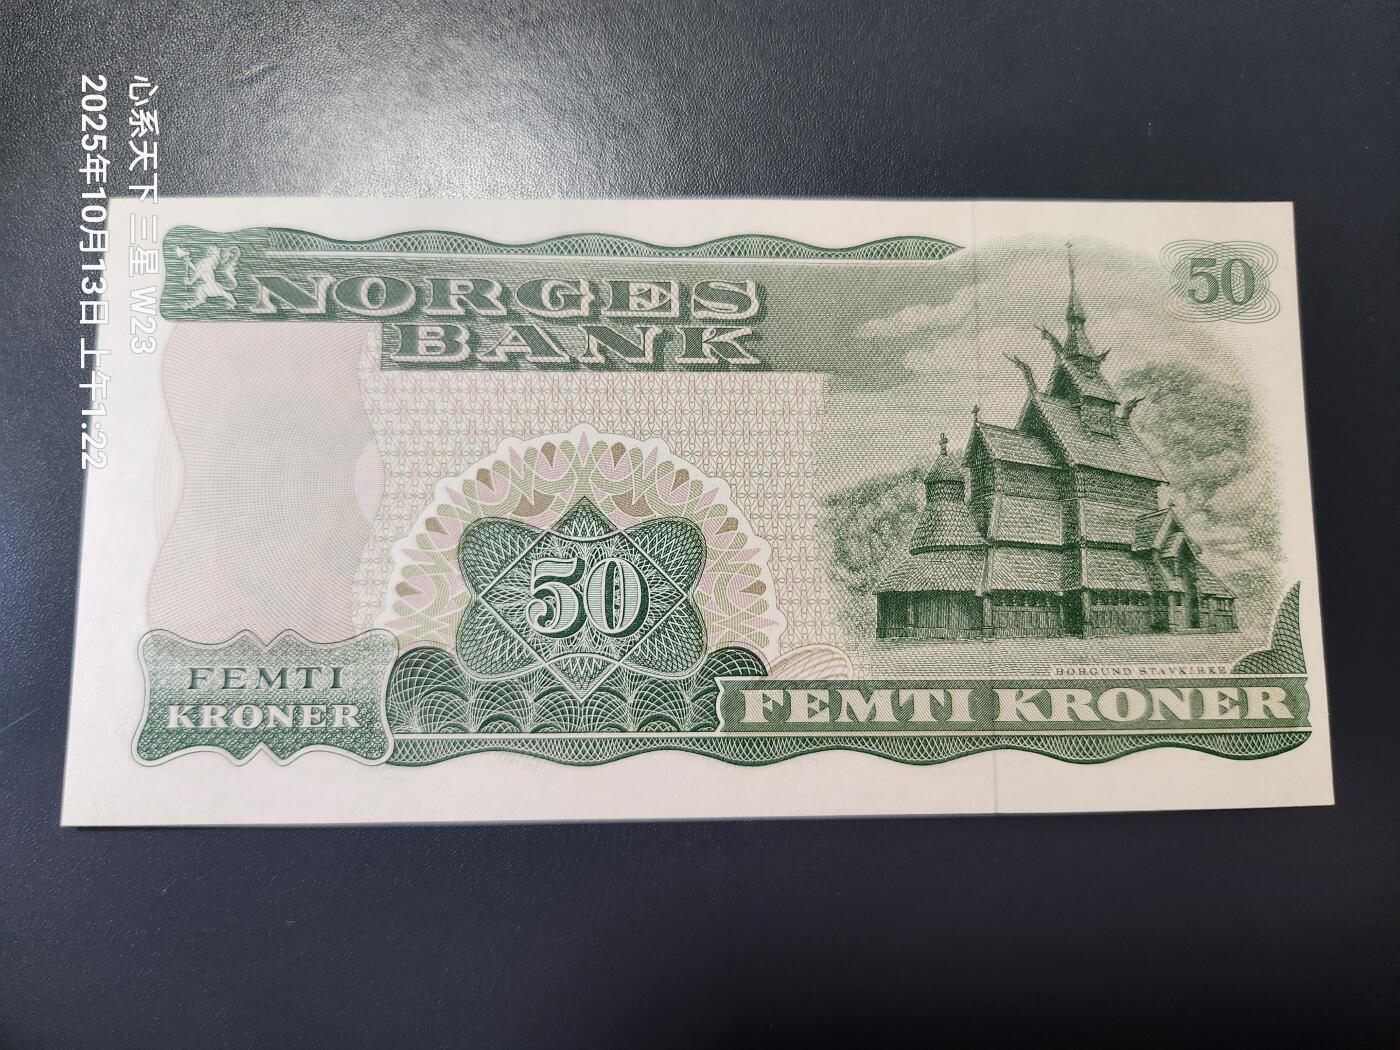 心系天下 三星 W23
2025年10月13日 上午1:22
NORGES
BANK
50
50
FEMTI
KRONER
BORGUND STAVKIRKE
FEMTI KRONER